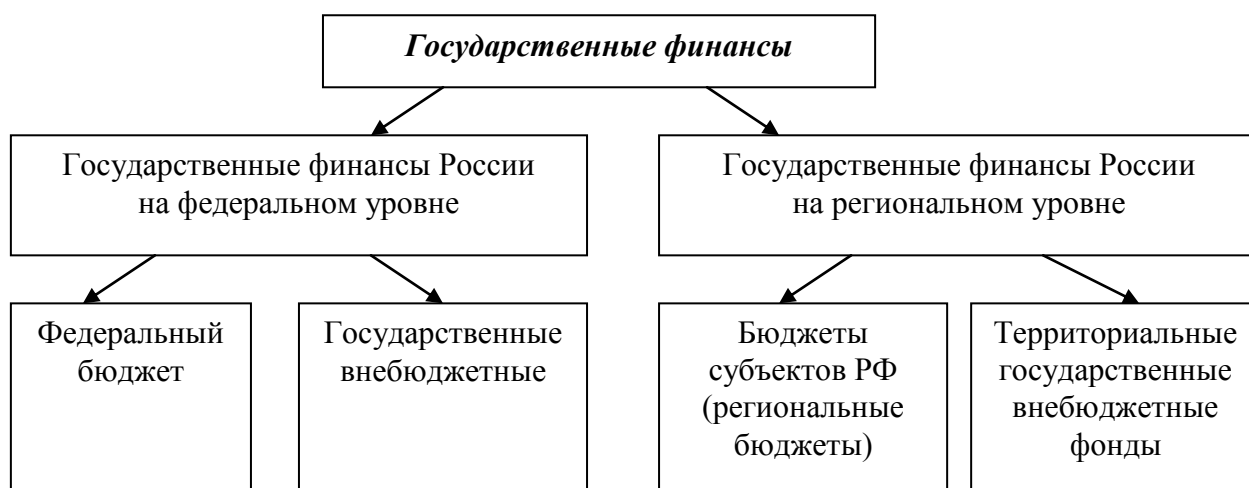 Государственные финансы
Государственные финансы России
на федеральном уровне
Государственные финансы России
на региональном уровне
Федеральный
бюджет
Государственные
внебюджетные
Бюджеты
субъектов РФ
(региональные
бюджеты)
Территориальные
государственные
внебюджетные
фонды